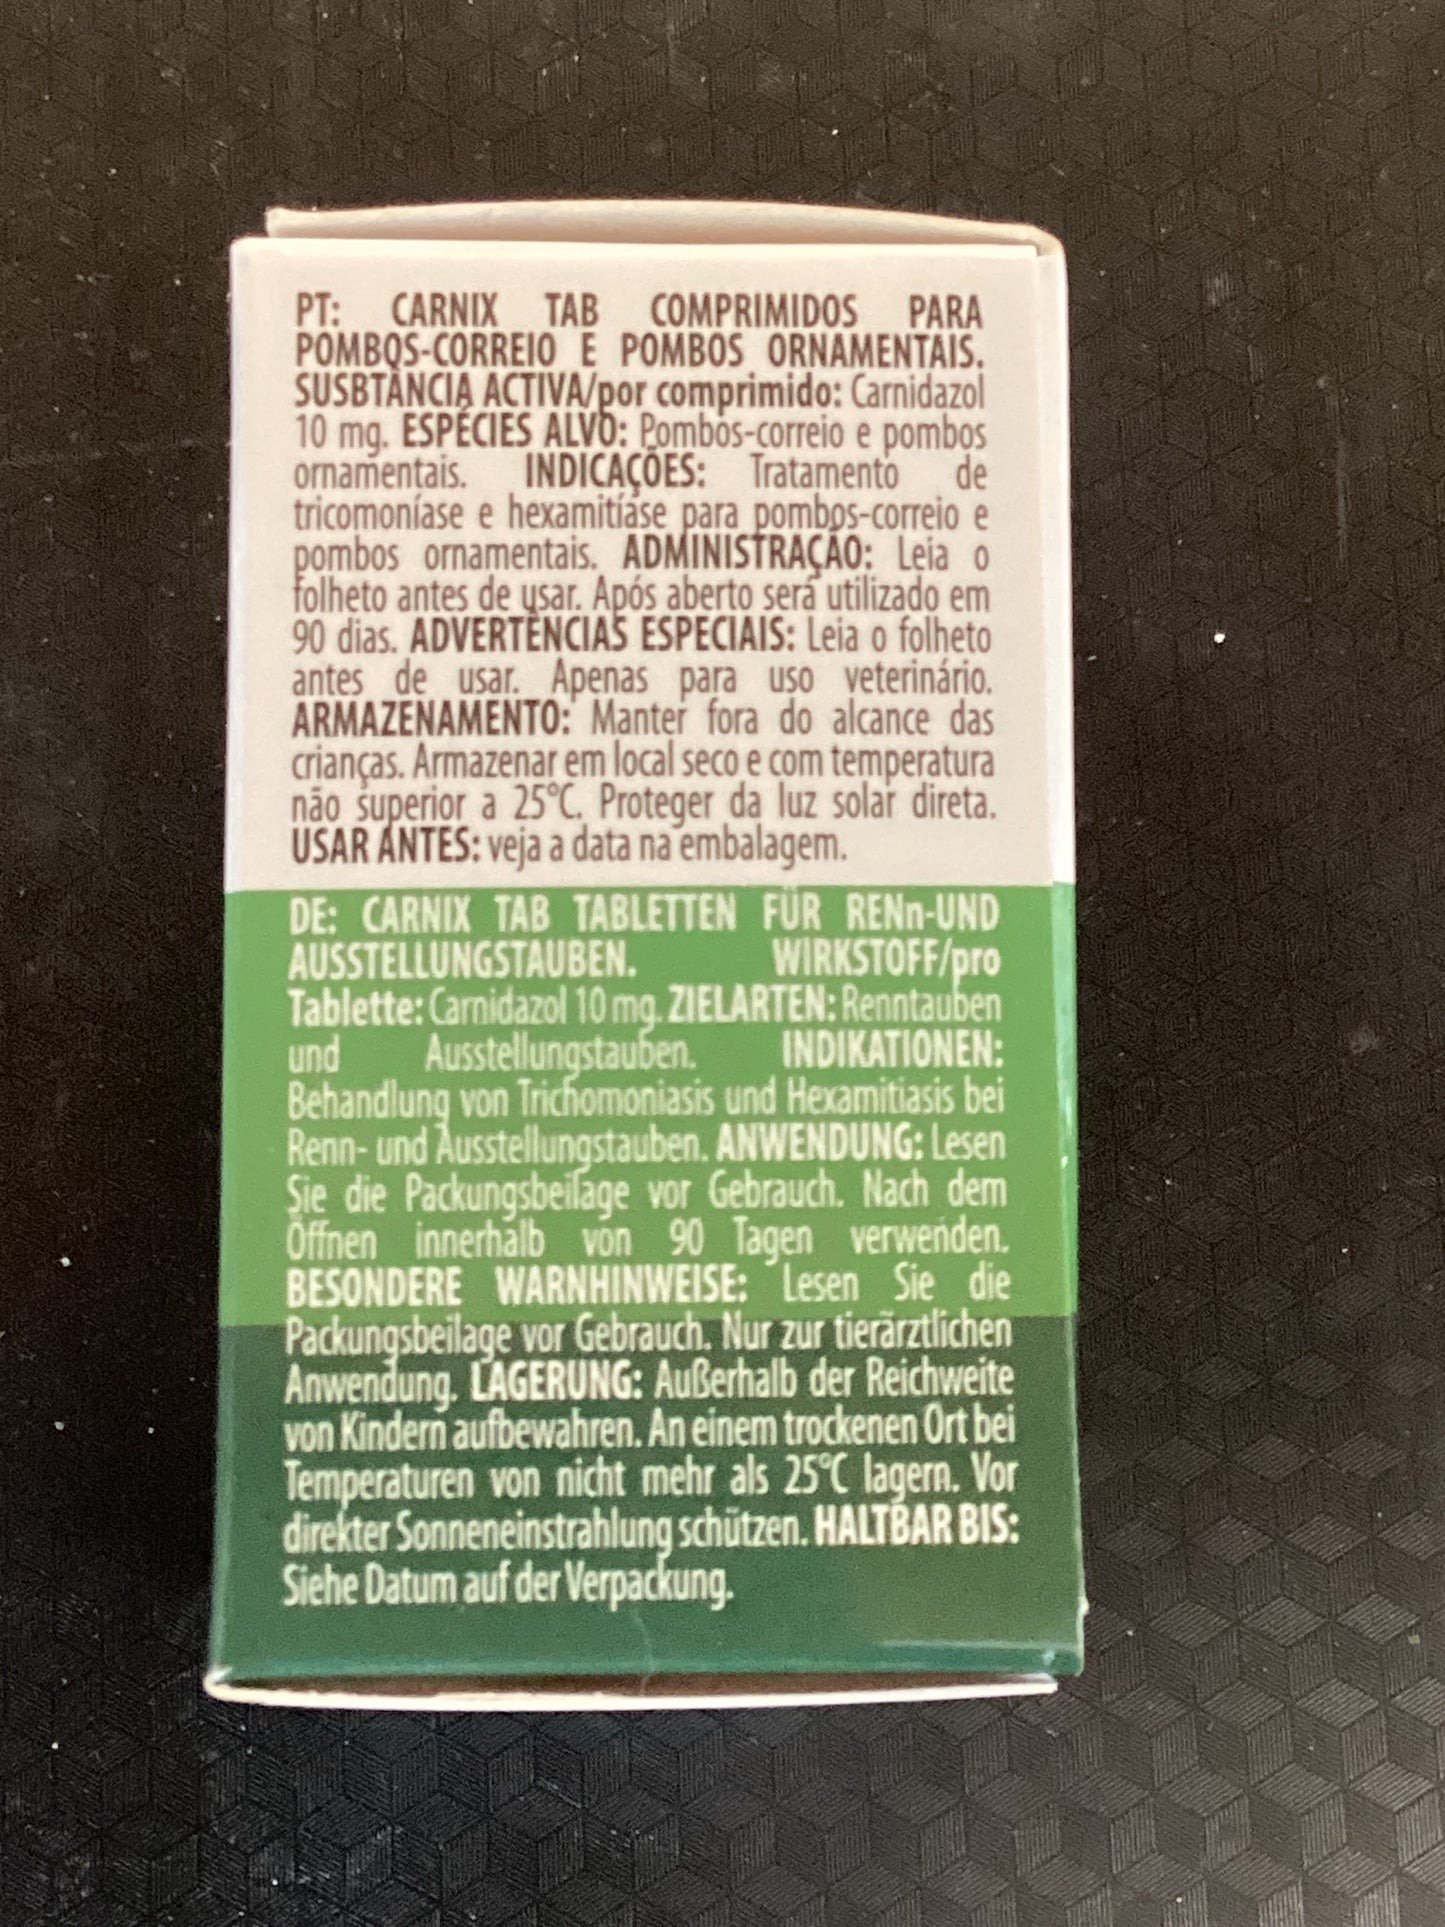 PT: CARNIX TAB COMPRIMIDOS PARA
POMBOS-CORREIO E POMBOS ORNAMENTAIS.
SUSBTÂNCIA ACTIVA/por comprimido: Carnidazol
10 mg. ESPÉCIES ALVO: Pombos-correio e pombos
ornamentais. INDICAÇÕES: Tratamento de
tricomoníase e hexamitíase para pombos-correio e
pombos ornamentais. ADMINISTRAÇÃO: Leia o
folheto antes de usar. Após aberto será utilizado em
90 dias. ADVERTÊNCIAS ESPECIAIS: Leia o folheto
antes de usar. Apenas para uso veterinário.
ARMAZENAMENTO: Manter fora do alcance das
crianças. Armazenar em local seco e com temperatura
não superior a 25°C. Proteger da luz solar direta.
USAR ANTES: veja a data na embalagem.
DE: CARNIX TAB TABLETTEN FÜR RENn-UND
AUSSTELLUNGSTAUBEN. WIRKSTOFF/pro
Tablette: Carnidazol 10 mg. ZIELARTEN: Renntauben
und Ausstellungstauben. INDIKATIONEN:
Behandlung von Trichomoniasis und Hexamitiasis bei
Renn- und Ausstellungstauben. ANWENDUNG: Lesen
Sie die Packungsbeilage vor Gebrauch. Nach dem
Öffnen innerhalb von 90 Tagen verwenden.
BESONDERE WARNHINWEISE: Lesen Sie die
Packungsbeilage vor Gebrauch. Nur zur tierärztlichen
Anwendung. LAGERUNG: Außerhalb der Reichweite
von Kindern aufbewahren. An einem trockenen Ort bei
Temperaturen von nicht mehr als 25°C lagern. Vor
direkter Sonneneinstrahlung schützen. HALTBAR BIS:
Siehe Datum auf der Verpackung.